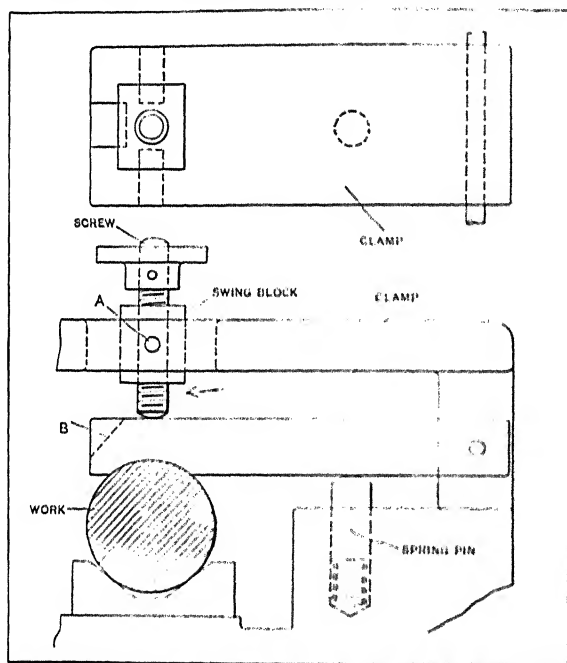 CLAMP
SCREW
A
SWING BLOCK
CLAMP
B
WORK
SPRING PIN